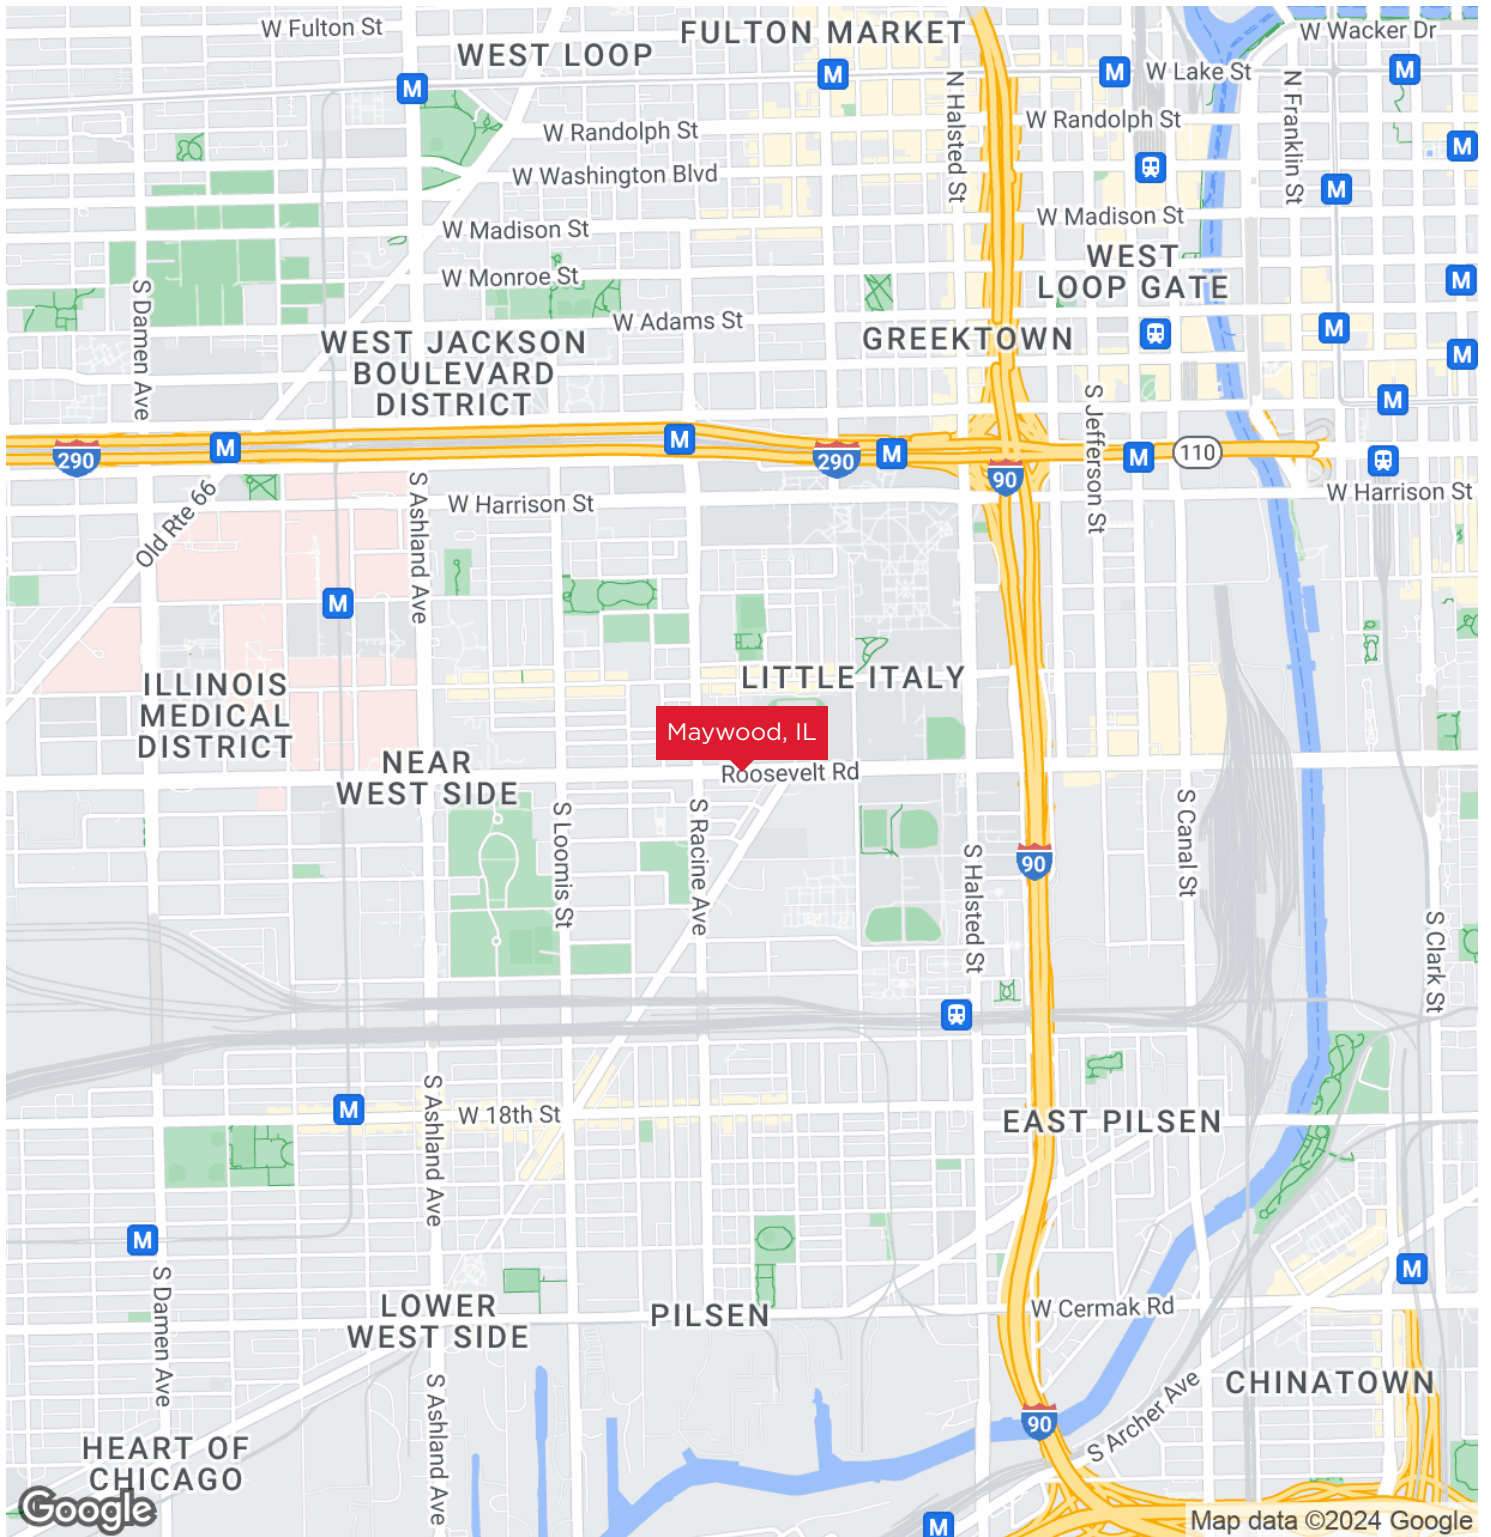 W Fulton St
WEST LOOP
FULTON MARKET
W Wacker Dr
M
M
M
W Lake St
M
N Halsted St
N Franklin St
W Randolph St
W Randolph St
M
W Washington Blvd
M
W Madison St
W Madison St
WEST
LOOP GATE
W Monroe St
M
S Damen Ave
W Adams St
M
WEST JACKSON
BOULEVARD
DISTRICT
GREEKTOWN
M
S Jefferson St
M
290
M
M
290
M
90
M
110
W Harrison St
W Harrison St
Old Rte 66
S Ashland Ave
M
LITTLE ITALY
ILLINOIS
MEDICAL
DISTRICT
Maywood, IL
NEAR
WEST SIDE
Roosevelt Rd
S Loomis St
S Racine Ave
S Halsted St
90
S Canal St
S Clark St
M
S Ashland Ave
W 18th St
EAST PILSEN
M
S Damen Ave
M
LOWER
WEST SIDE
PILSEN
W Cermak Rd
S Ashland Ave
CHINATOWN
90
S Archer Ave
HEART OF
CHICAGO
Google
M
Map data ©2024 Google